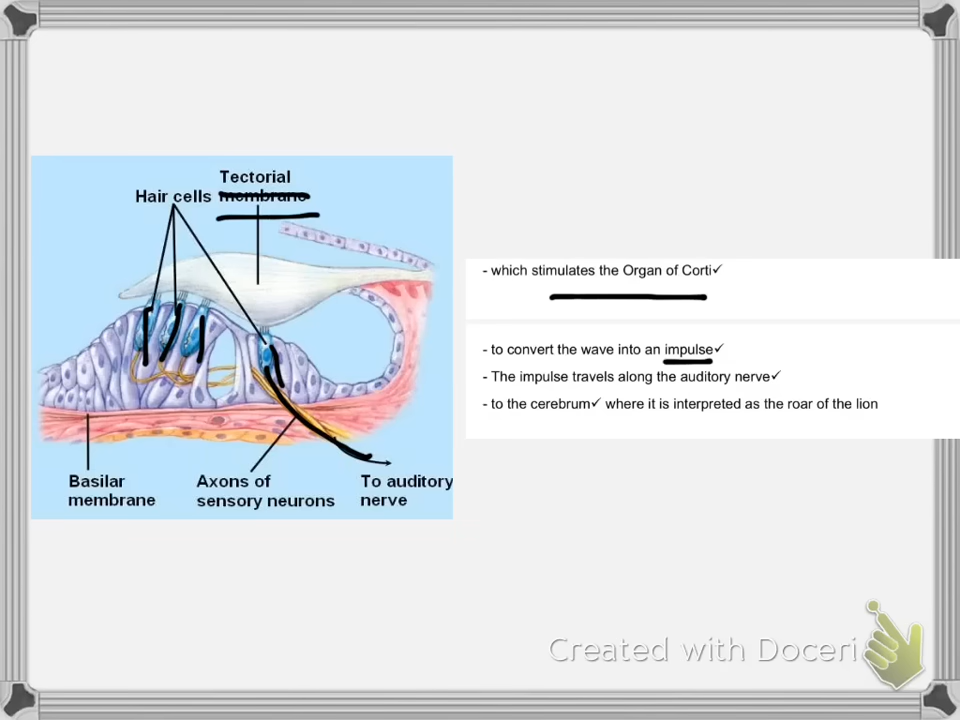 Tectorial
Hair cells membrane
Basilar
membrane
Axons of
sensory neurons
To auditory
nerve
- which stimulates the Organ of Corti✓
- to convert the wave into an impulse✓
- The impulse travels along the auditory nerve✓
- to the cerebrum✓ where it is interpreted as the roar of the lion
Created with Doceri